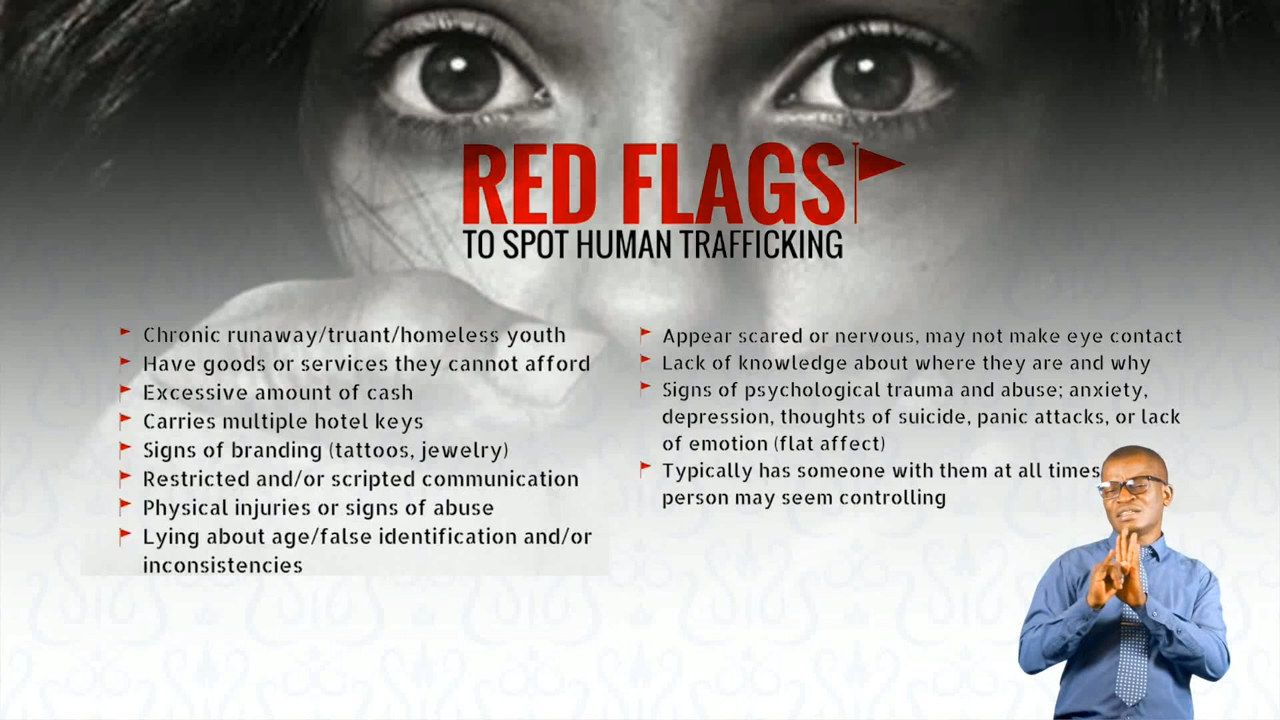 RED FLAGS
TO SPOT HUMAN TRAFFICKING
Chronic runaway/truant/homeless youth
Have goods or services they cannot afford
Excessive amount of cash
Carries multiple hotel keys
Signs of branding (tattoos, jewelry)
Restricted and/or scripted communication
Physical injuries or signs of abuse
Lying about age/false identification and/or
inconsistencies
Appear scared or nervous, may not make eye contact
Lack of knowledge about where they are and why
Signs of psychological trauma and abuse; anxiety,
depression, thoughts of suicide, panic attacks, or lack
of emotion (flat affect)
Typically has someone with them at all times
person may seem controlling